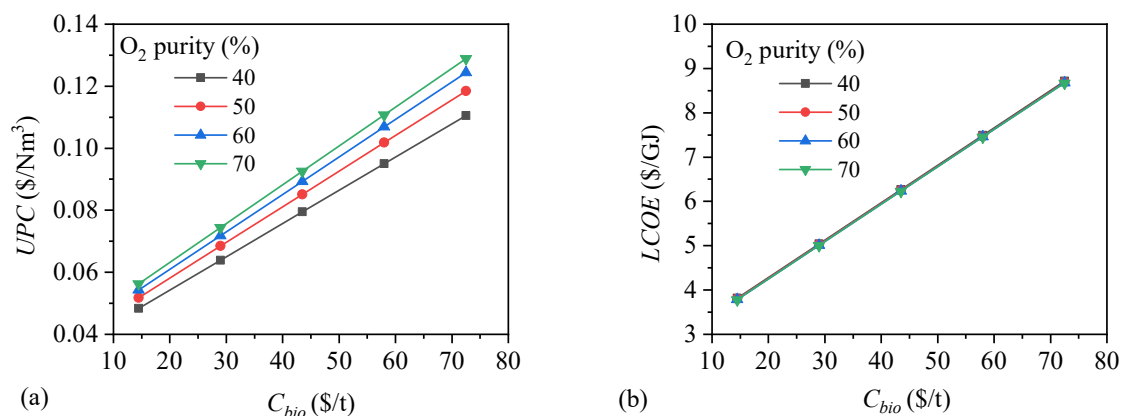 0.14
0.12
0.10
0.08
0.06
0.04
UPC ($/Nm³)
O₂ purity (%)
40
50
60
70
10 20 30 40 50 60 70 80
C_bio ($/t)
(a)
10
9
8
7
6
5
4
3
LCOE ($/GJ)
O₂ purity (%)
40
50
60
70
10 20 30 40 50 60 70 80
C_bio ($/t)
(b)